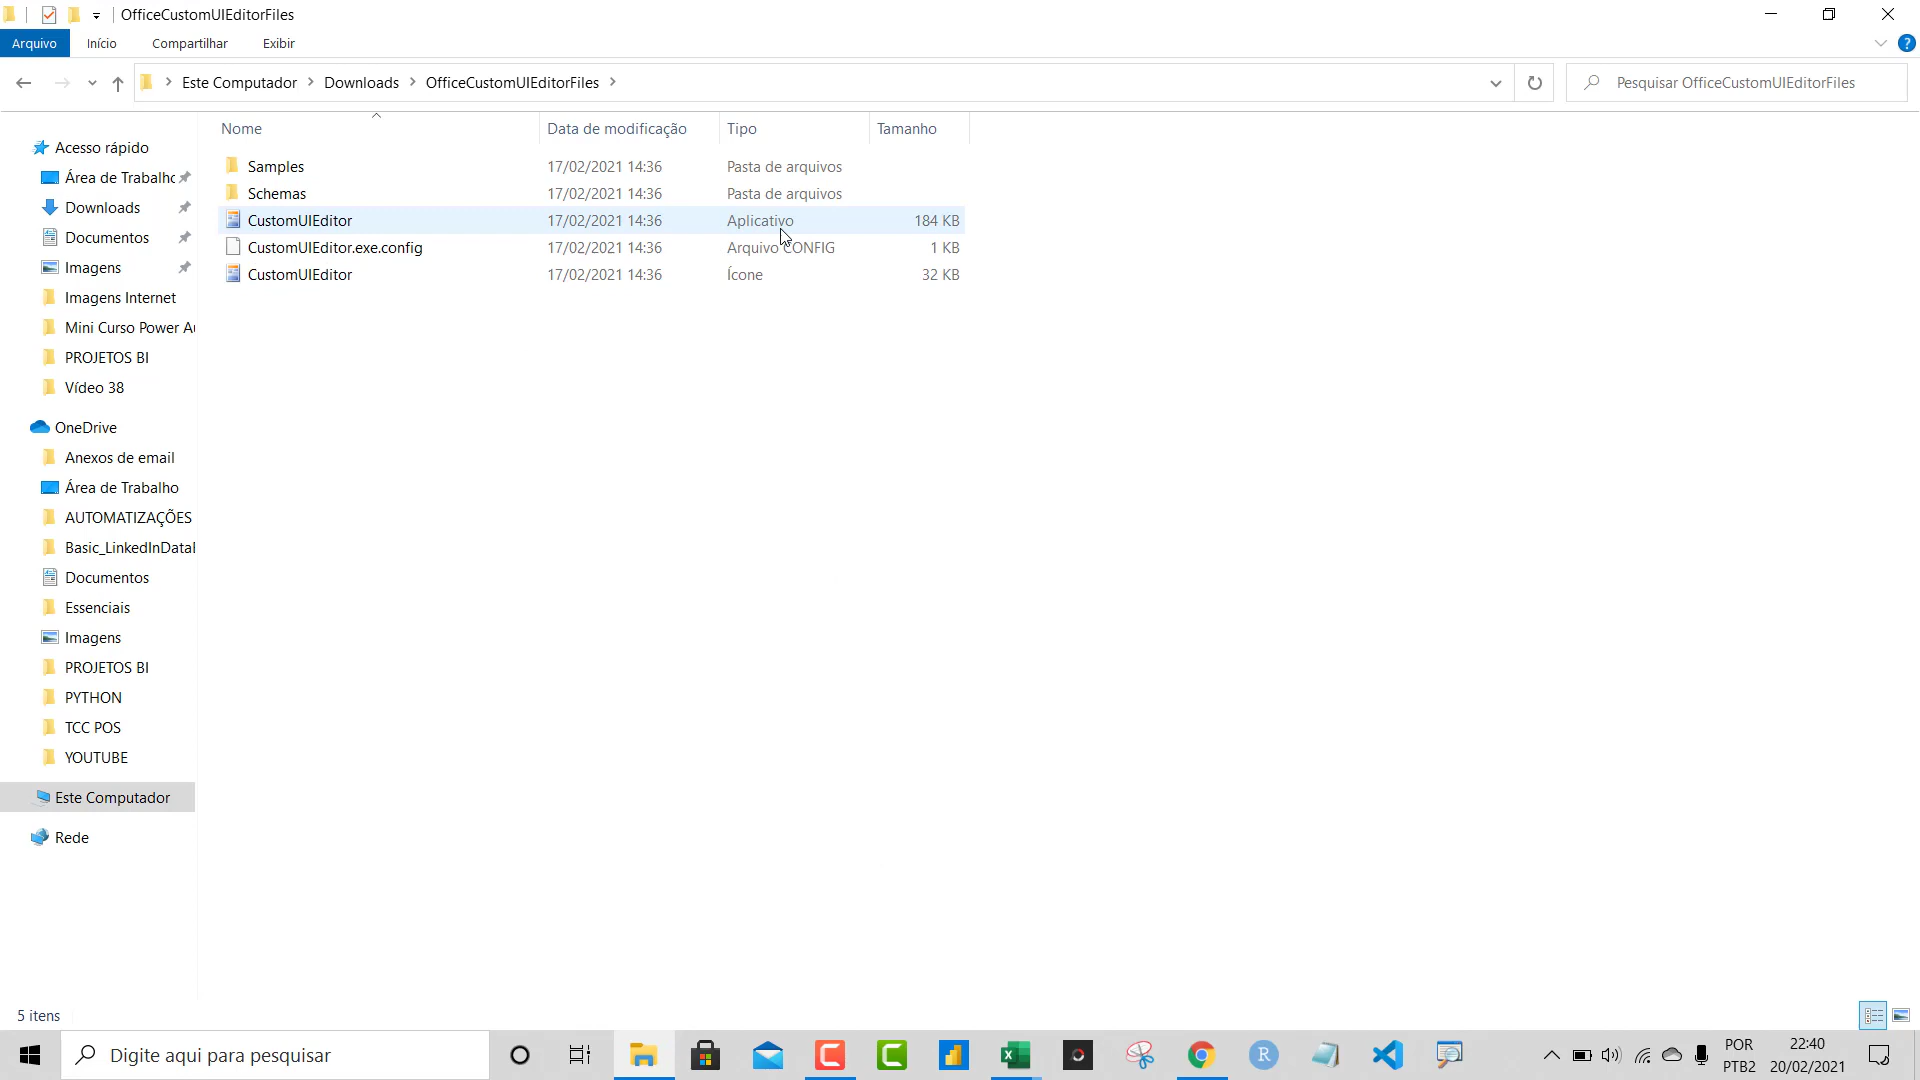 OfficeCustomUIEditorFiles
Arquivo Início Compartilhar Exibir
Este Computador Downloads OfficeCustomUIEditorFiles
Pesquisar OfficeCustomUIEditorFiles
Nome Data de modificação Tipo Tamanho
Samples 17/02/2021 14:36 Pasta de arquivos
Schemas 17/02/2021 14:36 Pasta de arquivos
CustomUIEditor 17/02/2021 14:36 Aplicativo 184 KB
CustomUIEditor.exe.config 17/02/2021 14:36 Arquivo CONFIG 1 KB
CustomUIEditor 17/02/2021 14:36 Ícone 32 KB
Acesso rápido
Área de Trabalho
Downloads
Documentos
Imagens
Imagens Internet
Mini Curso Power Au
PROJETOS BI
Vídeo 38
OneDrive
Anexos de email
Área de Trabalho
AUTOMATIZAÇÕES
Basic_LinkedInDataE
Documentos
Essenciais
Imagens
PROJETOS BI
PYTHON
TCC POS
YOUTUBE
Este Computador
Rede
5 itens
Digite aqui para pesquisar
POR
PTB2
22:40
20/02/2021